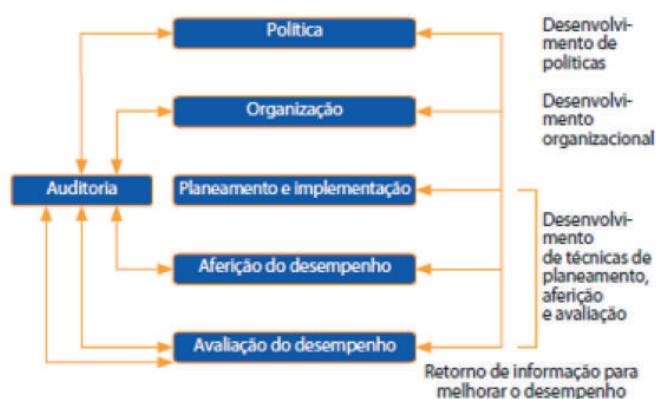 Política
Desenvolvi-
mento de
políticas
Organização
Desenvolvi-
mento
organizacional
Auditoria
Planeamento e implementação
Desenvolvi-
mento
de técnicas de
planeamento,
aferição
e avaliação
Aferição do desempenho
Avaliação do desempenho
Retorno de informação para
melhorar o desempenho